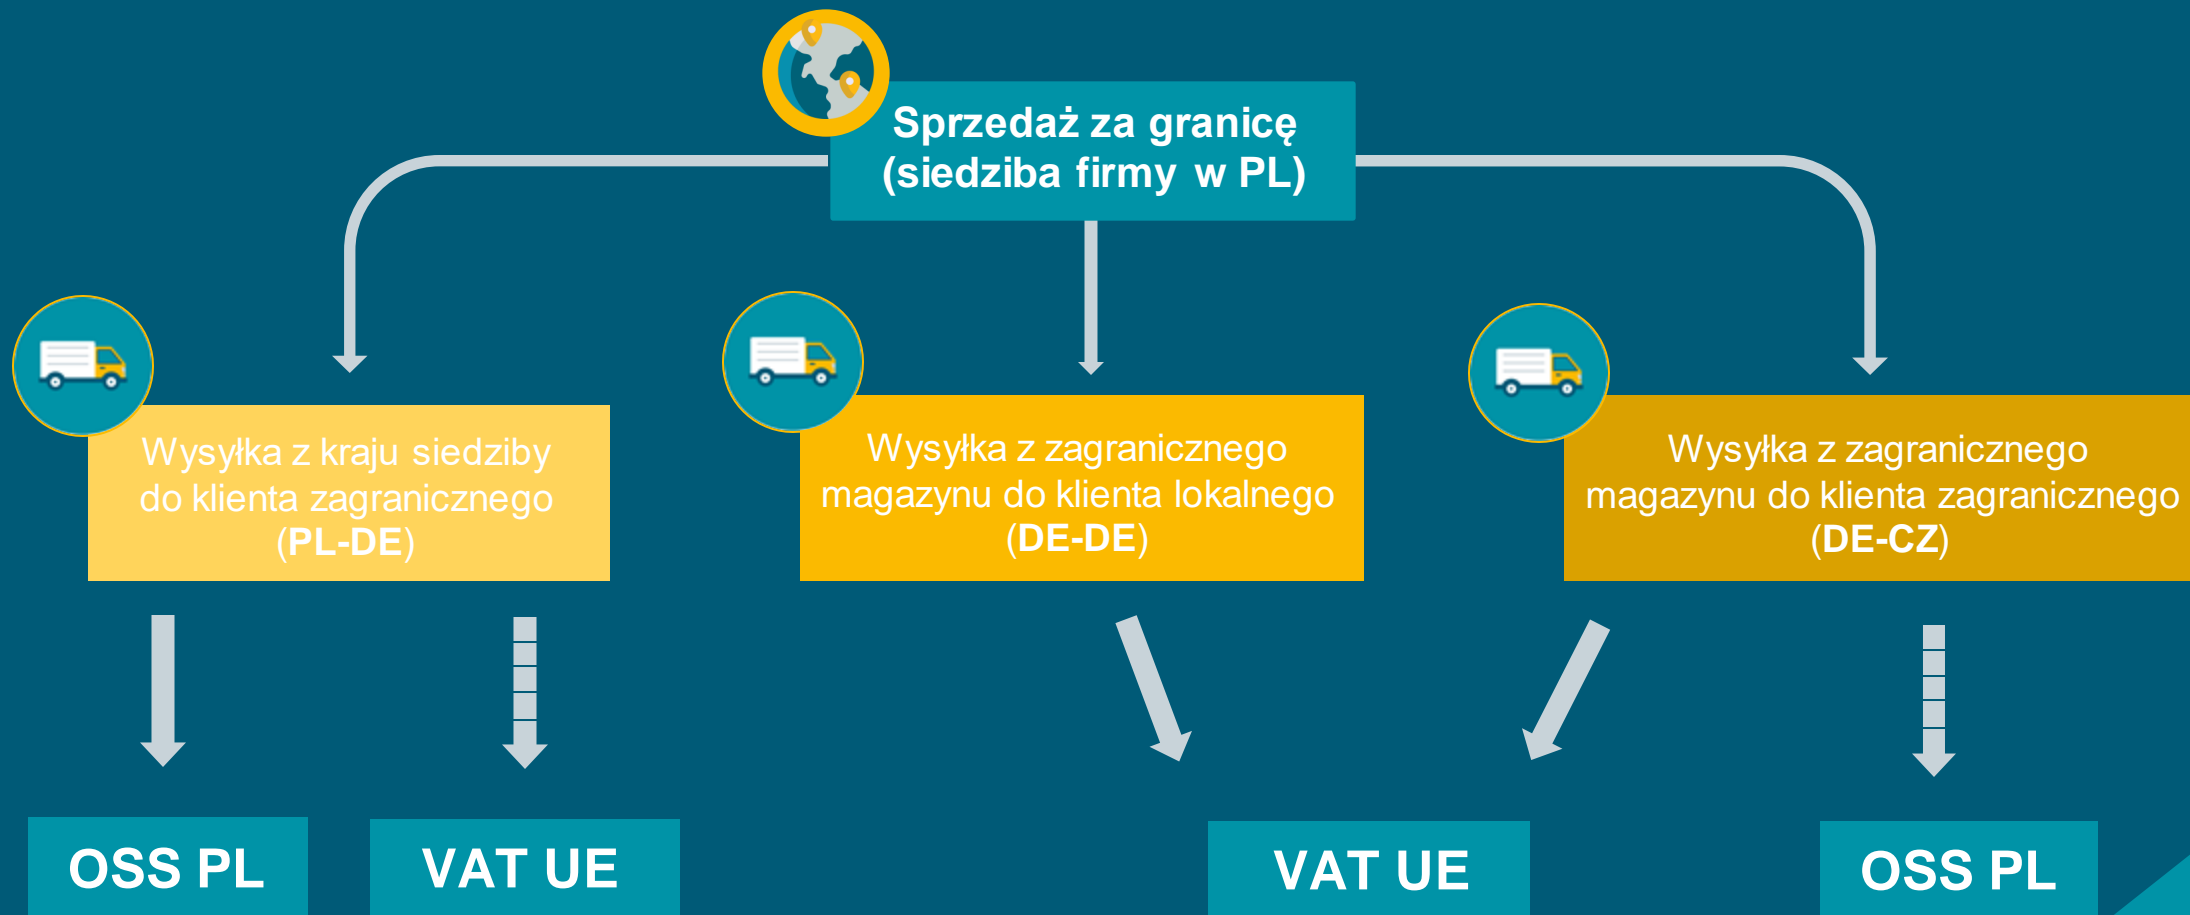 Sprzedaż za granicę
(siedziba firmy w PL)
Wysyłka z kraju siedziby
do klienta zagranicznego
(PL-DE)
Wysyłka z zagranicznego
magazynu do klienta lokalnego
(DE-DE)
Wysyłka z zagranicznego
magazynu do klienta zagranicznego
(DE-CZ)
OSS PL
VAT UE
VAT UE
OSS PL